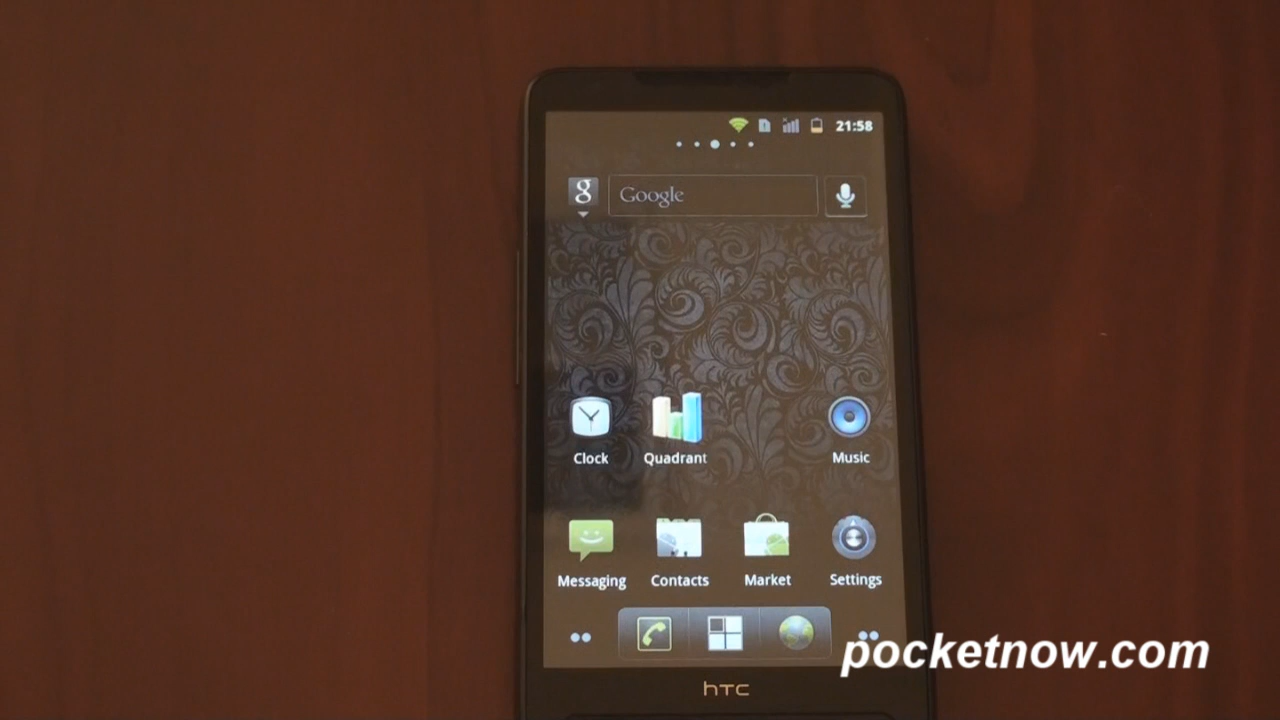 21:58
g Google
Clock Quadrant Music
Messaging Contacts Market Settings
pocketnow.com
hTC